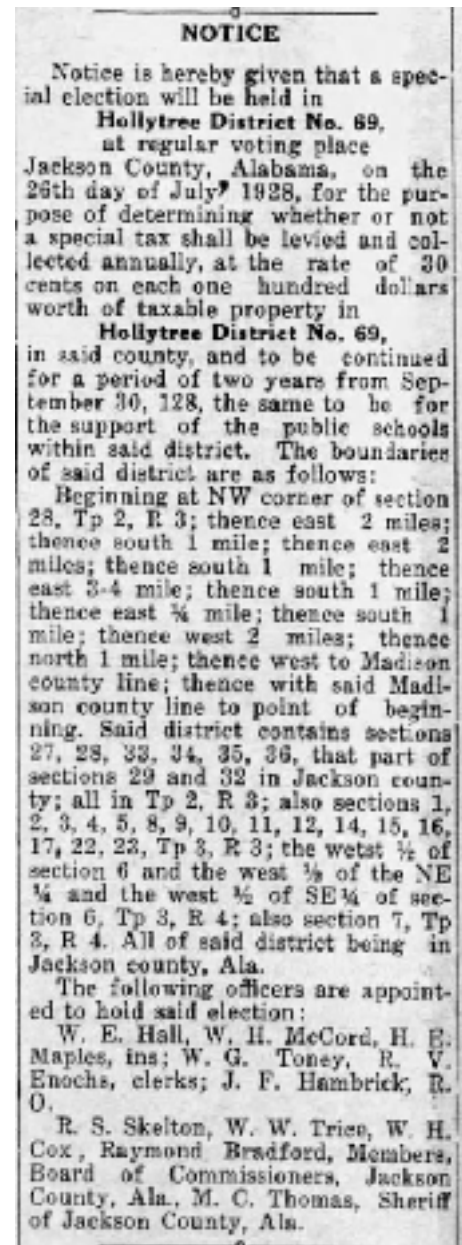 NOTICE
Notice is hereby given that a spec-
ial election will be held in
Hollytree District No. 69,
at regular voting place
Jackson County, Alabama, on the
26th day of July, 1928, for the pur-
pose of determining whether or not
a special tax shall be levied and col-
lected annually, at the rate of 30
cents on each one hundred dollars
worth of taxable property in
Hollytree District No. 69,
in said county, and to be continued
for a period of two years from Sep-
tember 30, 128, the same to be for
the support of the public schools
within said district. The boundaries
of said district are as follows:
Beginning at NW corner of section
28, Tp 2, R 3; thence east 2 miles;
thence south 1 mile; thence east 2
miles; thence south 1 mile; thence
east 3-4 mile; thence south 1 mile;
thence east ¼ mile; thence south 1
mile; thence west 2 miles; thence
north 1 mile; thence west to Madison
county line; thence with said Madi-
son county line to point of begin-
ning. Said district contains sections
27, 28, 33, 34, 35, 36, that part of
sections 29 and 32 in Jackson coun-
ty; all in Tp 2, R 3; also sections 1,
2, 3, 4, 5, 8, 9, 10, 11, 12, 14, 15, 16,
17, 22, 23, Tp 3, R 3; the wetst ½ of
section 6 and the west ½ of the NE
¼ and the west ½ of SE¼ of sec-
tion 6, Tp 3, R 4; also section 7, Tp
3, R 4. All of said district being in
Jackson county, Ala.
The following officers are appoint-
ed to hold said election:
W. E. Hall, W. H. McCord, H. E.
Maples, ins; W. G. Toney, R. V.
Enochs, clerks; J. F. Hambrick, R.
O.
R. S. Skelton, W. W. Trice, W. H.
Cox, Raymond Bradford, Members,
Board of Commissioners, Jackson
County, Ala., M. C. Thomas, Sheriff
of Jackson County, Ala.